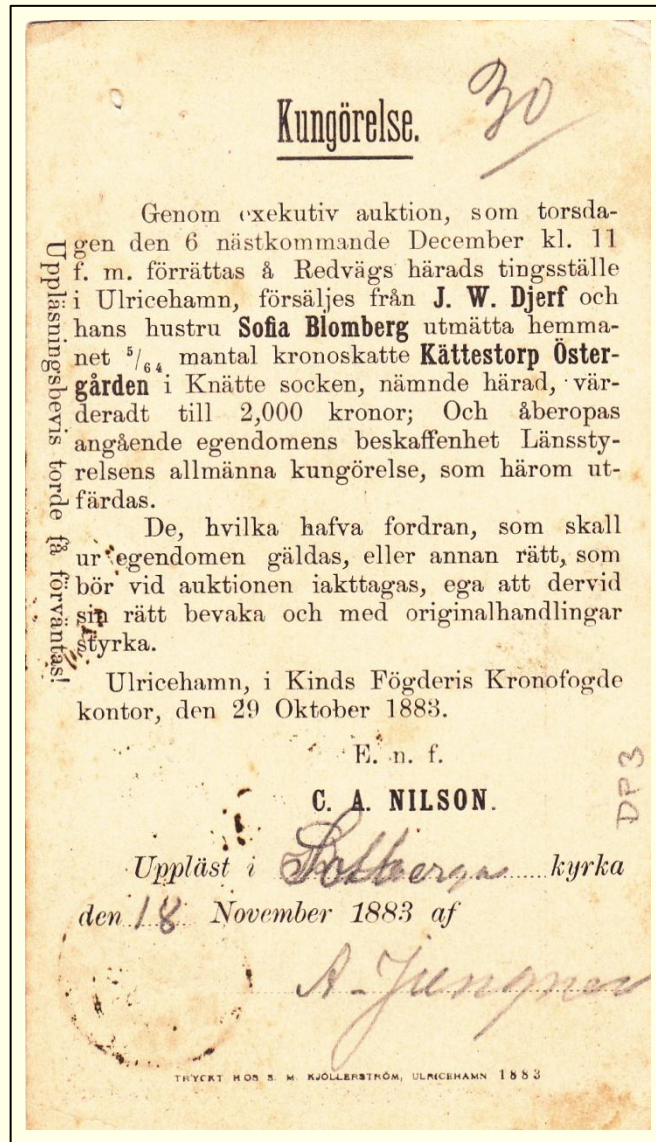 30
Kungörelse.
Genom exekutiv auktion, som torsda-
gen den 6 nästkommande December kl. 11
f. m. förrättas å Redvägs härads tingsställe
i Ulricehamn, försäljes från J. W. Djerf och
hans hustru Sofia Blomberg utmätta hemma-
net 5/64 mantal kronoskatte Kättestorp Öster-
gården i Knätte socken, nämnde härad, vär-
deradt till 2,000 kronor; Och åberopas
angående egendomens beskaffenhet Länssty-
relsens allmänna kungörelse, som härom ut-
färdas.
De, hvilka hafva fordran, som skall
ur egendomen gäldas, eller annan rätt, som
bör vid auktionen iakttagas, ega att dervid
sin rätt bevaka och med originalhandlingar
styrka.
Ulricehamn, i Kinds Fögderis Kronofogde
kontor, den 29 Oktober 1883.
E. n. f.
C. A. NILSON.
Uppläst i kyrka
den 18 November 1883 af
A. Jungner
TRYCKT HOS S. M. KJÖLLERSTRÖM, ULRICEHAMN 1883
Uppläsningsbevis torde få förväntas!
DP3